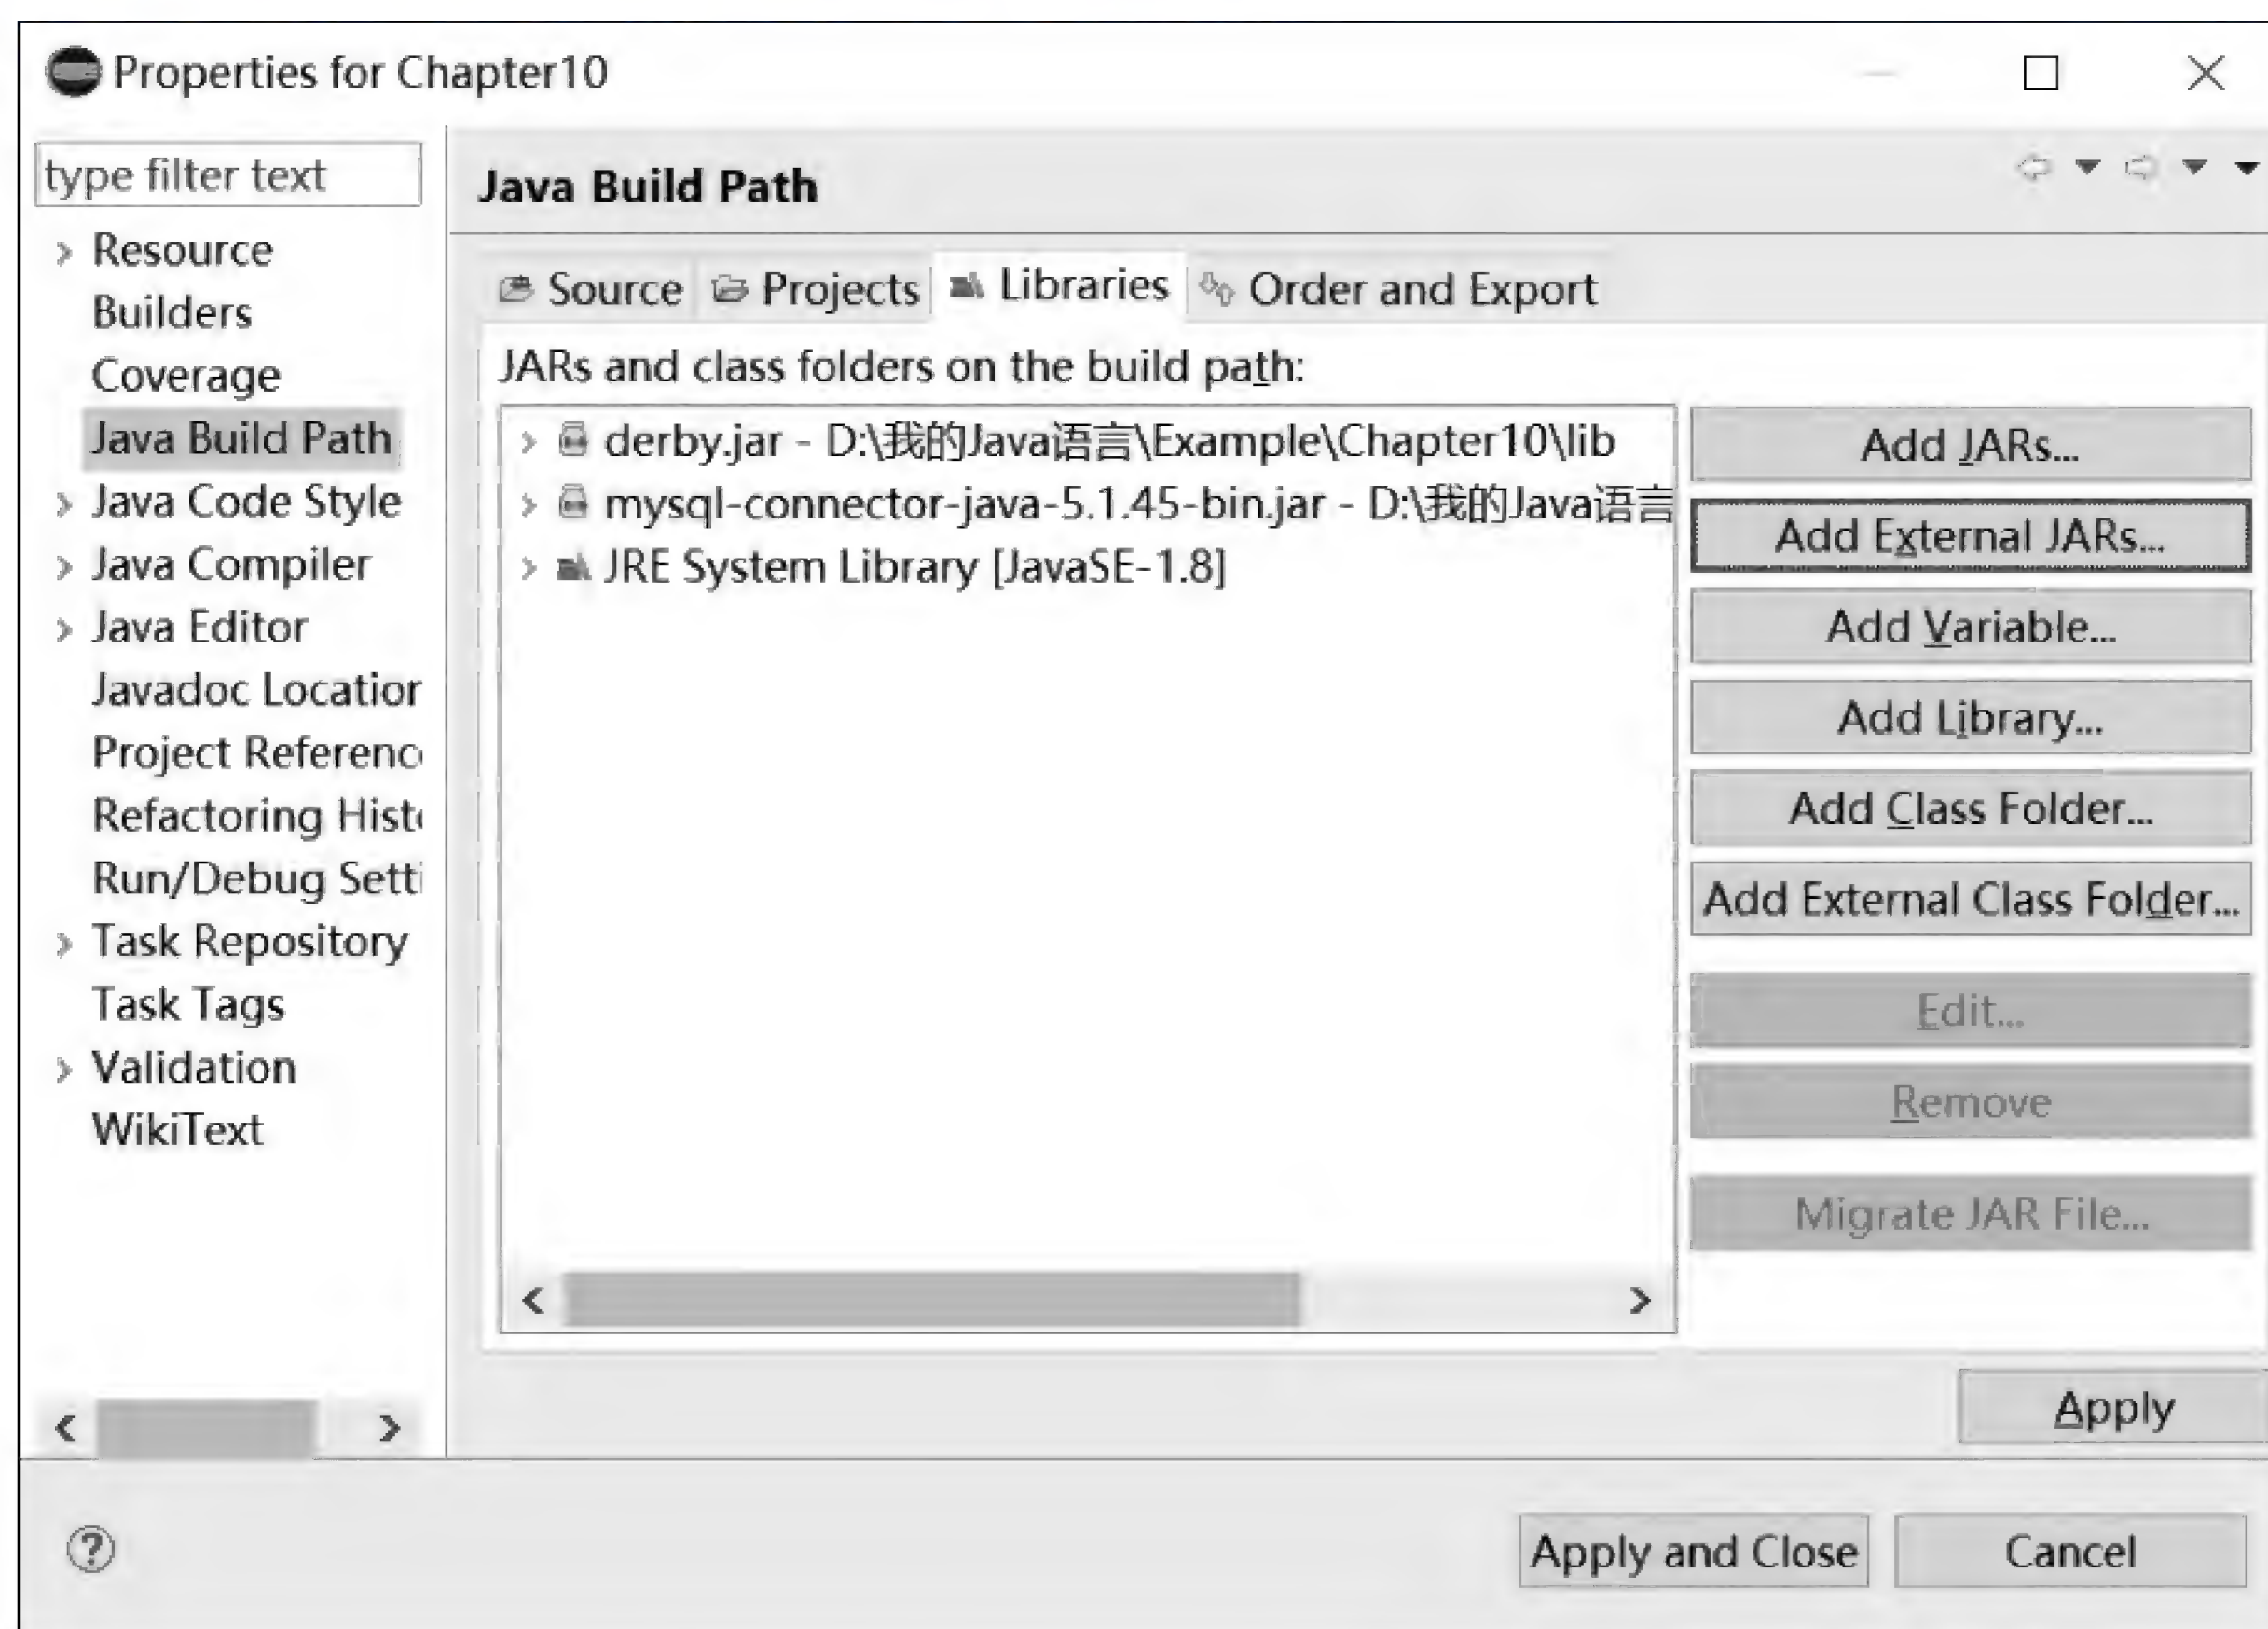 Properties for Chapter10
type filter text
Resource
Builders
Coverage
Java Build Path
Java Code Style
Java Compiler
Java Editor
Javadoc Location
Project Referenc
Refactoring Hist
Run/Debug Setti
Task Repository
Task Tags
Validation
WikiText
Java Build Path
Source Projects Libraries Order and Export
JARs and class folders on the build path:
derby.jar - D:\我的Java语言\Example\Chapter10\lib
mysql-connector-java-5.1.45-bin.jar - D:\我的Java语言
JRE System Library [JavaSE-1.8]
Add JARs...
Add External JARs...
Add Variable...
Add Library...
Add Class Folder...
Add External Class Folder...
Edit...
Remove
Migrate JAR File...
Apply
?
Apply and Close Cancel